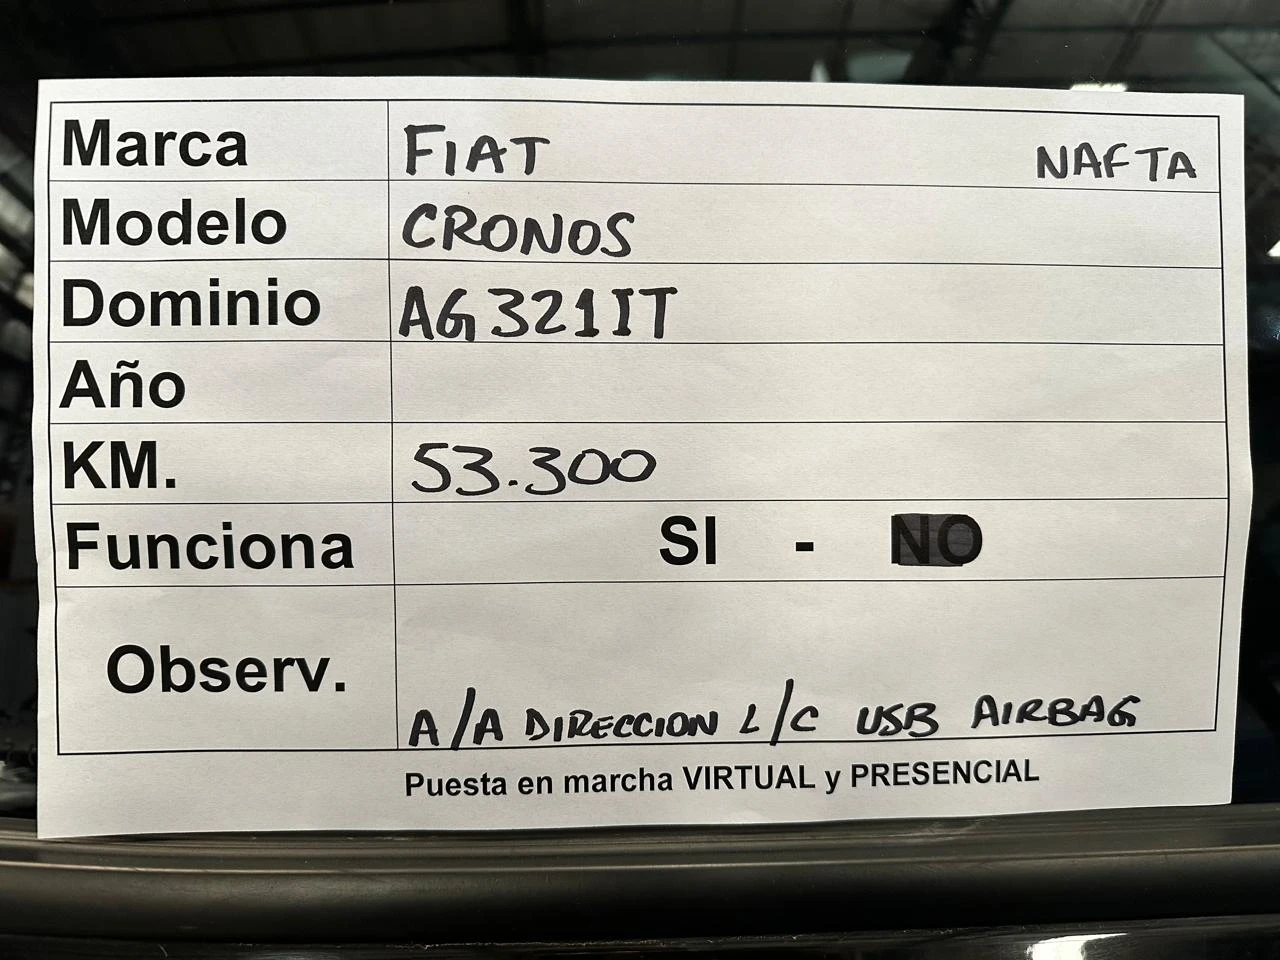 Marca FIAT NAFTA
Modelo CRONOS
Dominio AG321IT
Año
KM. 53.300
Funciona SI - NO
Observ. A/A DIRECCION L/C USB AIRBAG
Puesta en marcha VIRTUAL y PRESENCIAL